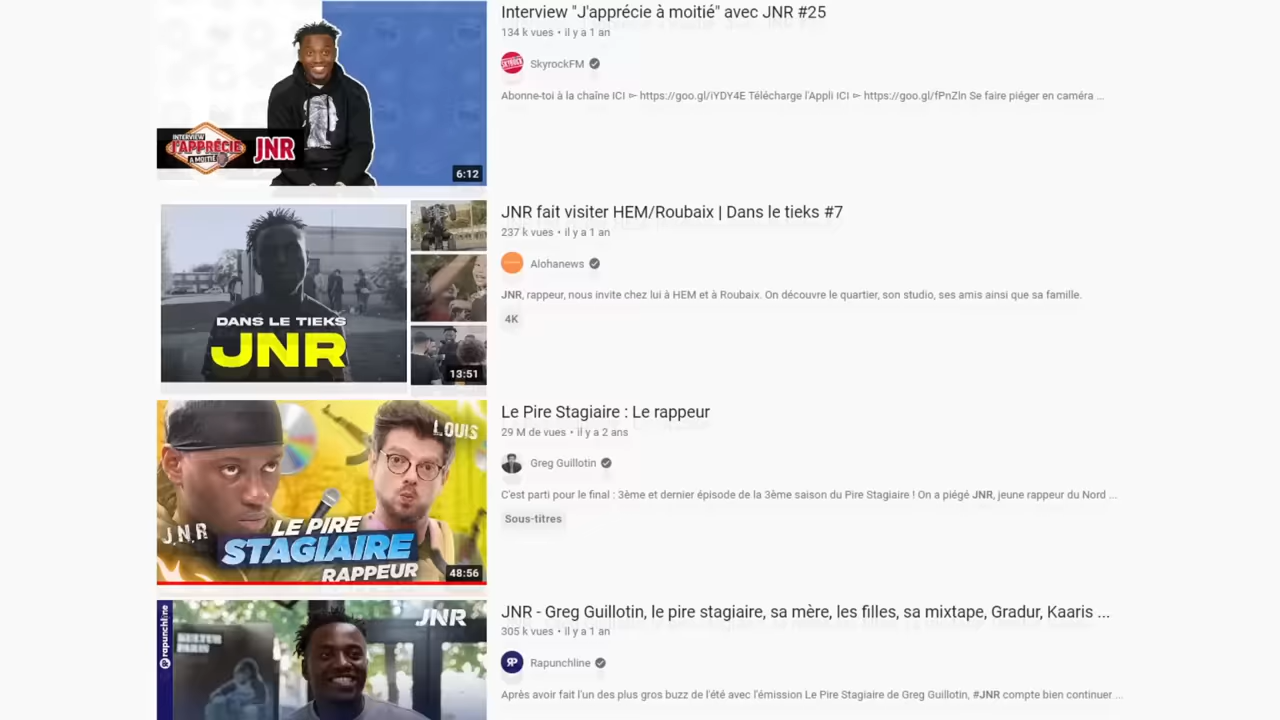 Interview "J'apprécie à moitié" avec JNR #25
134 k vues • il y a 1 an
SKYROCK
SkyrockFM
Abonne-toi à la chaîne ICI ► https://goo.gl/iYDY4E Télécharge l'Appli ICI ► https://goo.gl/fPnZln Se faire piéger en caméra ...
INTERVIEW
J'APPRÉCIE
À MOITIÉ
JNR
6:12
JNR fait visiter HEM/Roubaix | Dans le tieks #7
237 k vues • il y a 1 an
Alohanews
JNR, rappeur, nous invite chez lui à HEM et à Roubaix. On découvre le quartier, son studio, ses amis ainsi que sa famille.
4K
DANS LE TIEKS
JNR
13:51
Le Pire Stagiaire : Le rappeur
29 M de vues • il y a 2 ans
Greg Guillotin
C'est parti pour le final : 3ème et dernier épisode de la 3ème saison du Pire Stagiaire ! On a piégé JNR, jeune rappeur du Nord ...
Sous-titres
LOUIS
J.N.R
LE PIRE
STAGIAIRE
RAPPEUR
48:56
JNR - Greg Guillotin, le pire stagiaire, sa mère, les filles, sa mixtape, Gradur, Kaaris ...
305 k vues • il y a 1 an
RP
Rapunchline
Après avoir fait l'un des plus gros buzz de l'été avec l'émission Le Pire Stagiaire de Greg Guillotin, #JNR compte bien continuer ...
rapunchline
JNR